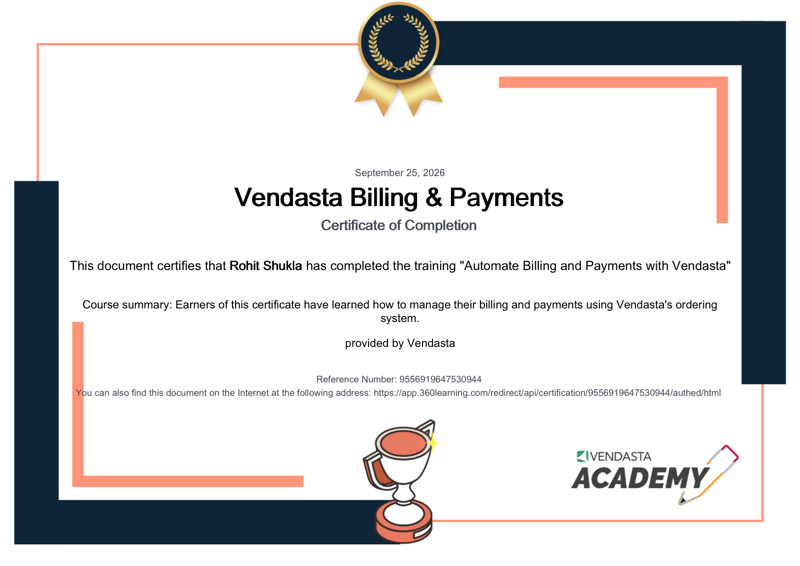 September 25, 2026
Vendasta Billing & Payments
Certificate of Completion
This document certifies that Rohit Shukla has completed the training "Automate Billing and Payments with Vendasta"
Course summary: Earners of this certificate have learned how to manage their billing and payments using Vendasta's ordering
system.
provided by Vendasta
Reference Number: 9556919647530944
You can also find this document on the Internet at the following address: https://app.360learning.com/redirect/api/certification/9556919647530944/authed/html
VENDASTA
ACADEMY